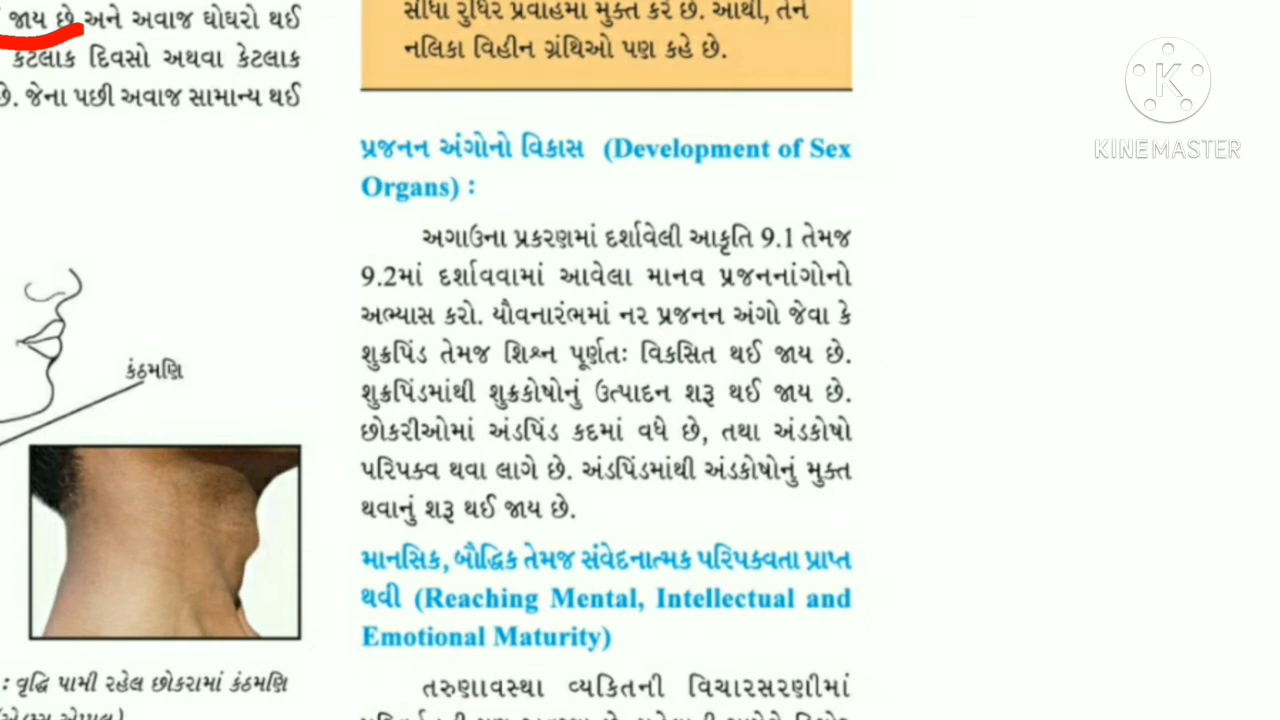 જાય છે અને અવાજ ઘોઘરો થઈ
કેટલાક દિવસો અથવા કેટલાક
છે. જેના પછી અવાજ સામાન્ય થઈ
કંઠમણિ
: વૃદ્ધિ પામી રહેલ છોકરામાં કંઠમણિ
સીધા રુધિર પ્રવાહમાં મુક્ત કરે છે. આથી, તેને
નલિકા વિહીન ગ્રંથિઓ પણ કહે છે.
પ્રજનન અંગોનો વિકાસ (Development of Sex
Organs) :
અગાઉના પ્રકરણમાં દર્શાવેલી આકૃતિ 9.1 તેમજ
9.2માં દર્શાવવામાં આવેલા માનવ પ્રજનનાંગોનો
અભ્યાસ કરો. યૌવનારંભમાં નર પ્રજનન અંગો જેવા કે
શુક્રપિંડ તેમજ શિશ્ન પૂર્ણતઃ વિકસિત થઈ જાય છે.
શુક્રપિંડમાંથી શુક્રકોષોનું ઉત્પાદન શરૂ થઈ જાય છે.
છોકરીઓમાં અંડપિંડ કદમાં વધે છે, તથા અંડકોષો
પરિપક્વ થવા લાગે છે. અંડપિંડમાંથી અંડકોષોનું મુક્ત
થવાનું શરૂ થઈ જાય છે.
માનસિક, બૌદ્ધિક તેમજ સંવેદનાત્મક પરિપક્વતા પ્રાપ્ત
થવી (Reaching Mental, Intellectual and
Emotional Maturity)
તરુણાવસ્થા વ્યકિતની વિચારસરણીમાં
K
KINEMASTER